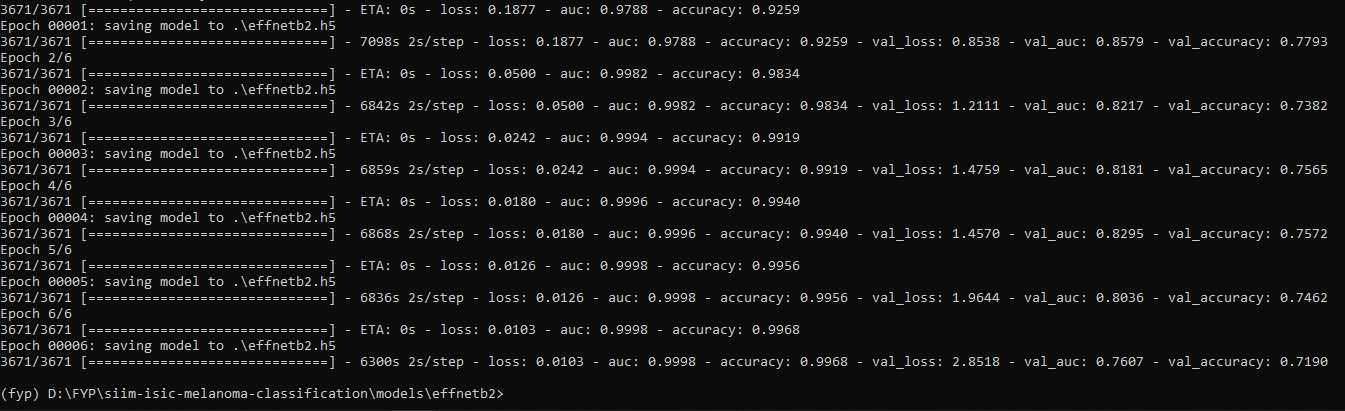 3671/3671 [==============================] - ETA: 0s - loss: 0.1877 - auc: 0.9788 - accuracy: 0.9259
Epoch 00001: saving model to .\effnetb2.h5
3671/3671 [==============================] - 7098s 2s/step - loss: 0.1877 - auc: 0.9788 - accuracy: 0.9259 - val_loss: 0.8538 - val_auc: 0.8579 - val_accuracy: 0.7793
Epoch 2/6
3671/3671 [==============================] - ETA: 0s - loss: 0.0500 - auc: 0.9982 - accuracy: 0.9834
Epoch 00002: saving model to .\effnetb2.h5
3671/3671 [==============================] - 6842s 2s/step - loss: 0.0500 - auc: 0.9982 - accuracy: 0.9834 - val_loss: 1.2111 - val_auc: 0.8217 - val_accuracy: 0.7382
Epoch 3/6
3671/3671 [==============================] - ETA: 0s - loss: 0.0242 - auc: 0.9994 - accuracy: 0.9919
Epoch 00003: saving model to .\effnetb2.h5
3671/3671 [==============================] - 6859s 2s/step - loss: 0.0242 - auc: 0.9994 - accuracy: 0.9919 - val_loss: 1.4759 - val_auc: 0.8181 - val_accuracy: 0.7565
Epoch 4/6
3671/3671 [==============================] - ETA: 0s - loss: 0.0180 - auc: 0.9996 - accuracy: 0.9940
Epoch 00004: saving model to .\effnetb2.h5
3671/3671 [==============================] - 6868s 2s/step - loss: 0.0180 - auc: 0.9996 - accuracy: 0.9940 - val_loss: 1.4570 - val_auc: 0.8295 - val_accuracy: 0.7572
Epoch 5/6
3671/3671 [==============================] - ETA: 0s - loss: 0.0126 - auc: 0.9998 - accuracy: 0.9956
Epoch 00005: saving model to .\effnetb2.h5
3671/3671 [==============================] - 6836s 2s/step - loss: 0.0126 - auc: 0.9998 - accuracy: 0.9956 - val_loss: 1.9644 - val_auc: 0.8036 - val_accuracy: 0.7462
Epoch 6/6
3671/3671 [==============================] - ETA: 0s - loss: 0.0103 - auc: 0.9998 - accuracy: 0.9968
Epoch 00006: saving model to .\effnetb2.h5
3671/3671 [==============================] - 6300s 2s/step - loss: 0.0103 - auc: 0.9998 - accuracy: 0.9968 - val_loss: 2.8518 - val_auc: 0.7607 - val_accuracy: 0.7190
(fyp) D:\FYP\siim-isic-melanoma-classification\models\effnetb2>